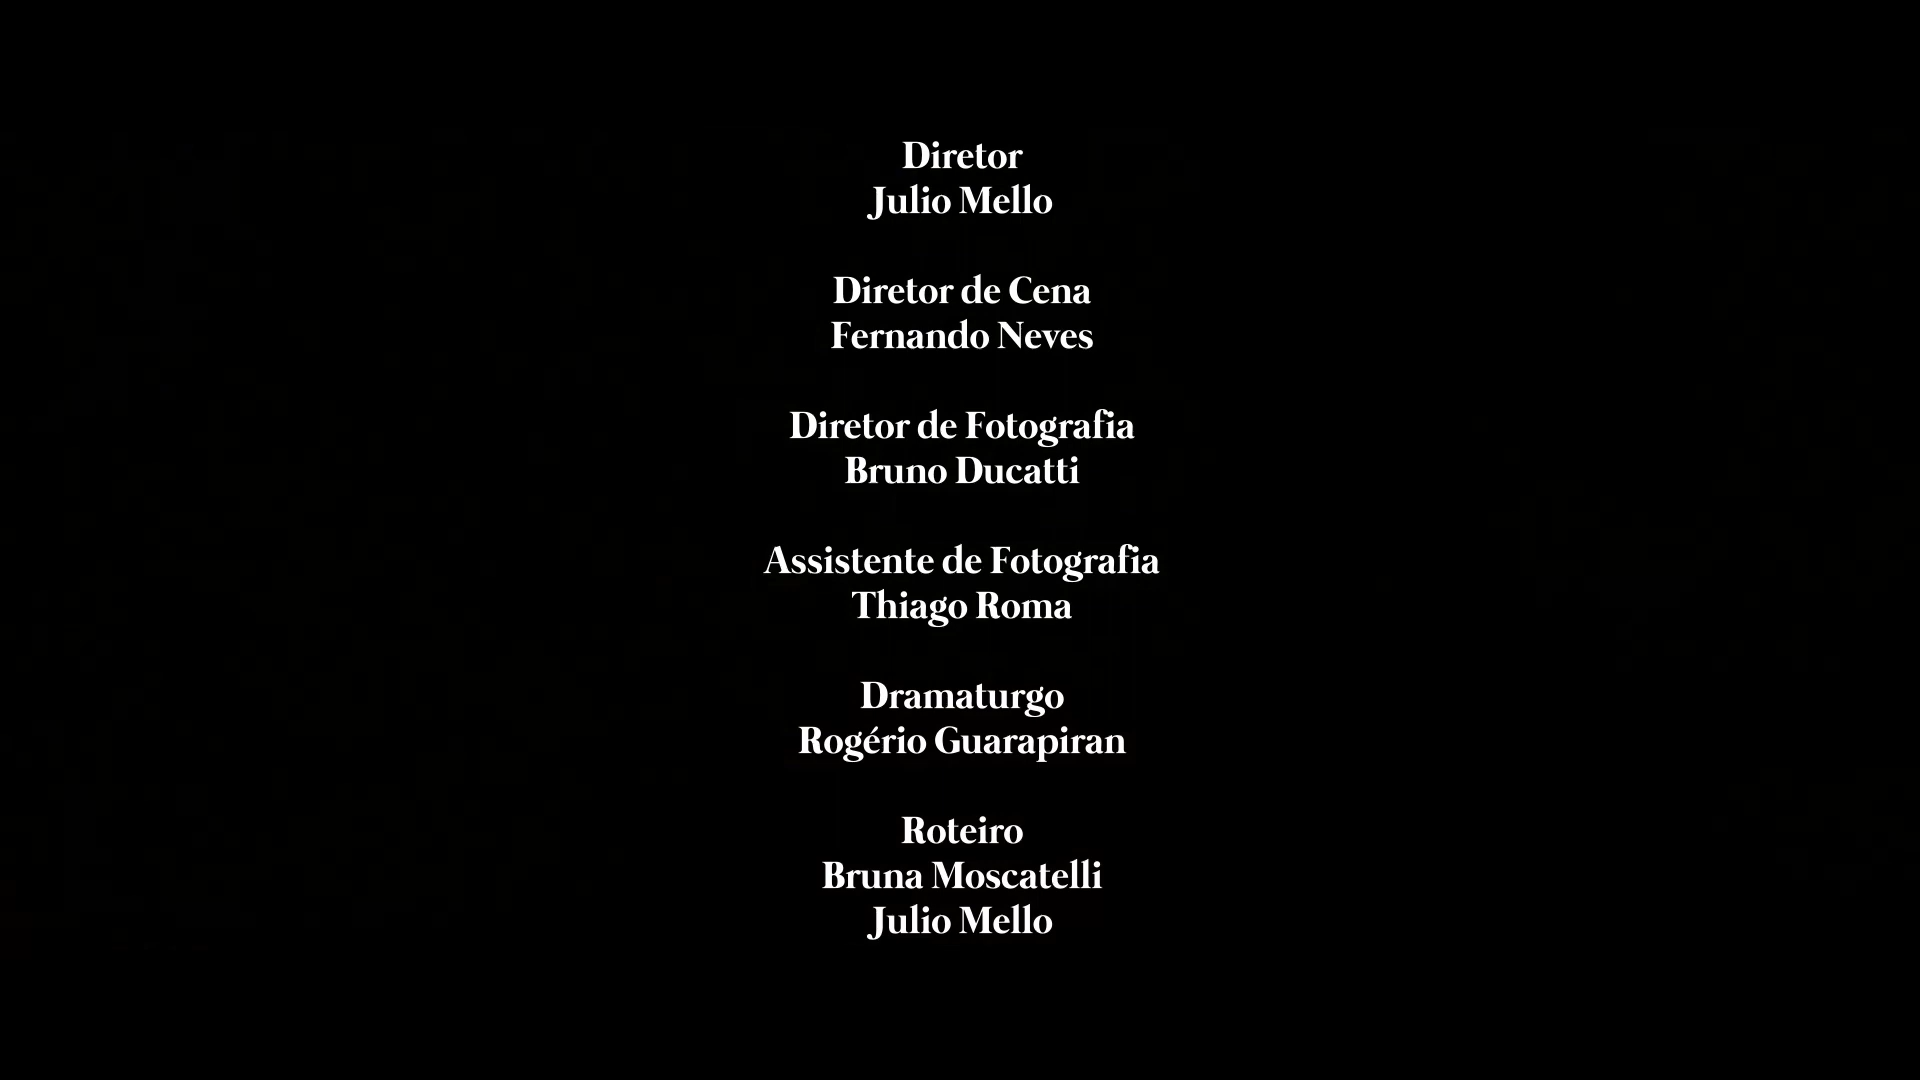 Diretor
Julio Mello
Diretor de Cena
Fernando Neves
Diretor de Fotografia
Bruno Ducatti
Assistente de Fotografia
Thiago Roma
Dramaturgo
Rogério Guarapiran
Roteiro
Bruna Moscatelli
Julio Mello